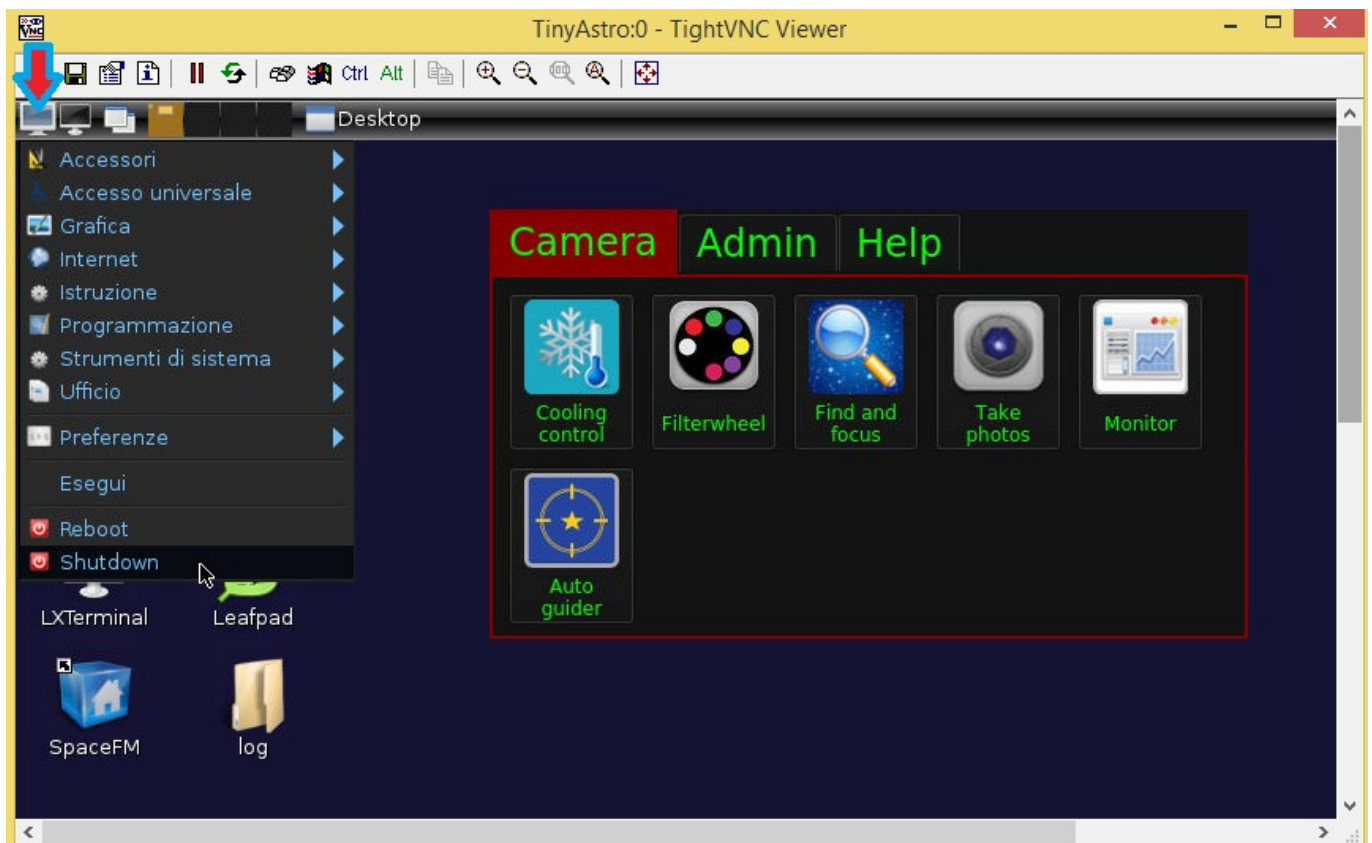 TinyAstro:0 - TightVNC Viewer
Ctrl Alt
Desktop
Accessori
Accesso universale
Grafica
Internet
Istruzione
Programmazione
Strumenti di sistema
Ufficio
Preferenze
Esegui
Reboot
Shutdown
LXTerminal
Leafpad
SpaceFM
log
Camera Admin Help
Cooling
control
Filterwheel
Find and
focus
Take
photos
Monitor
Auto
guider